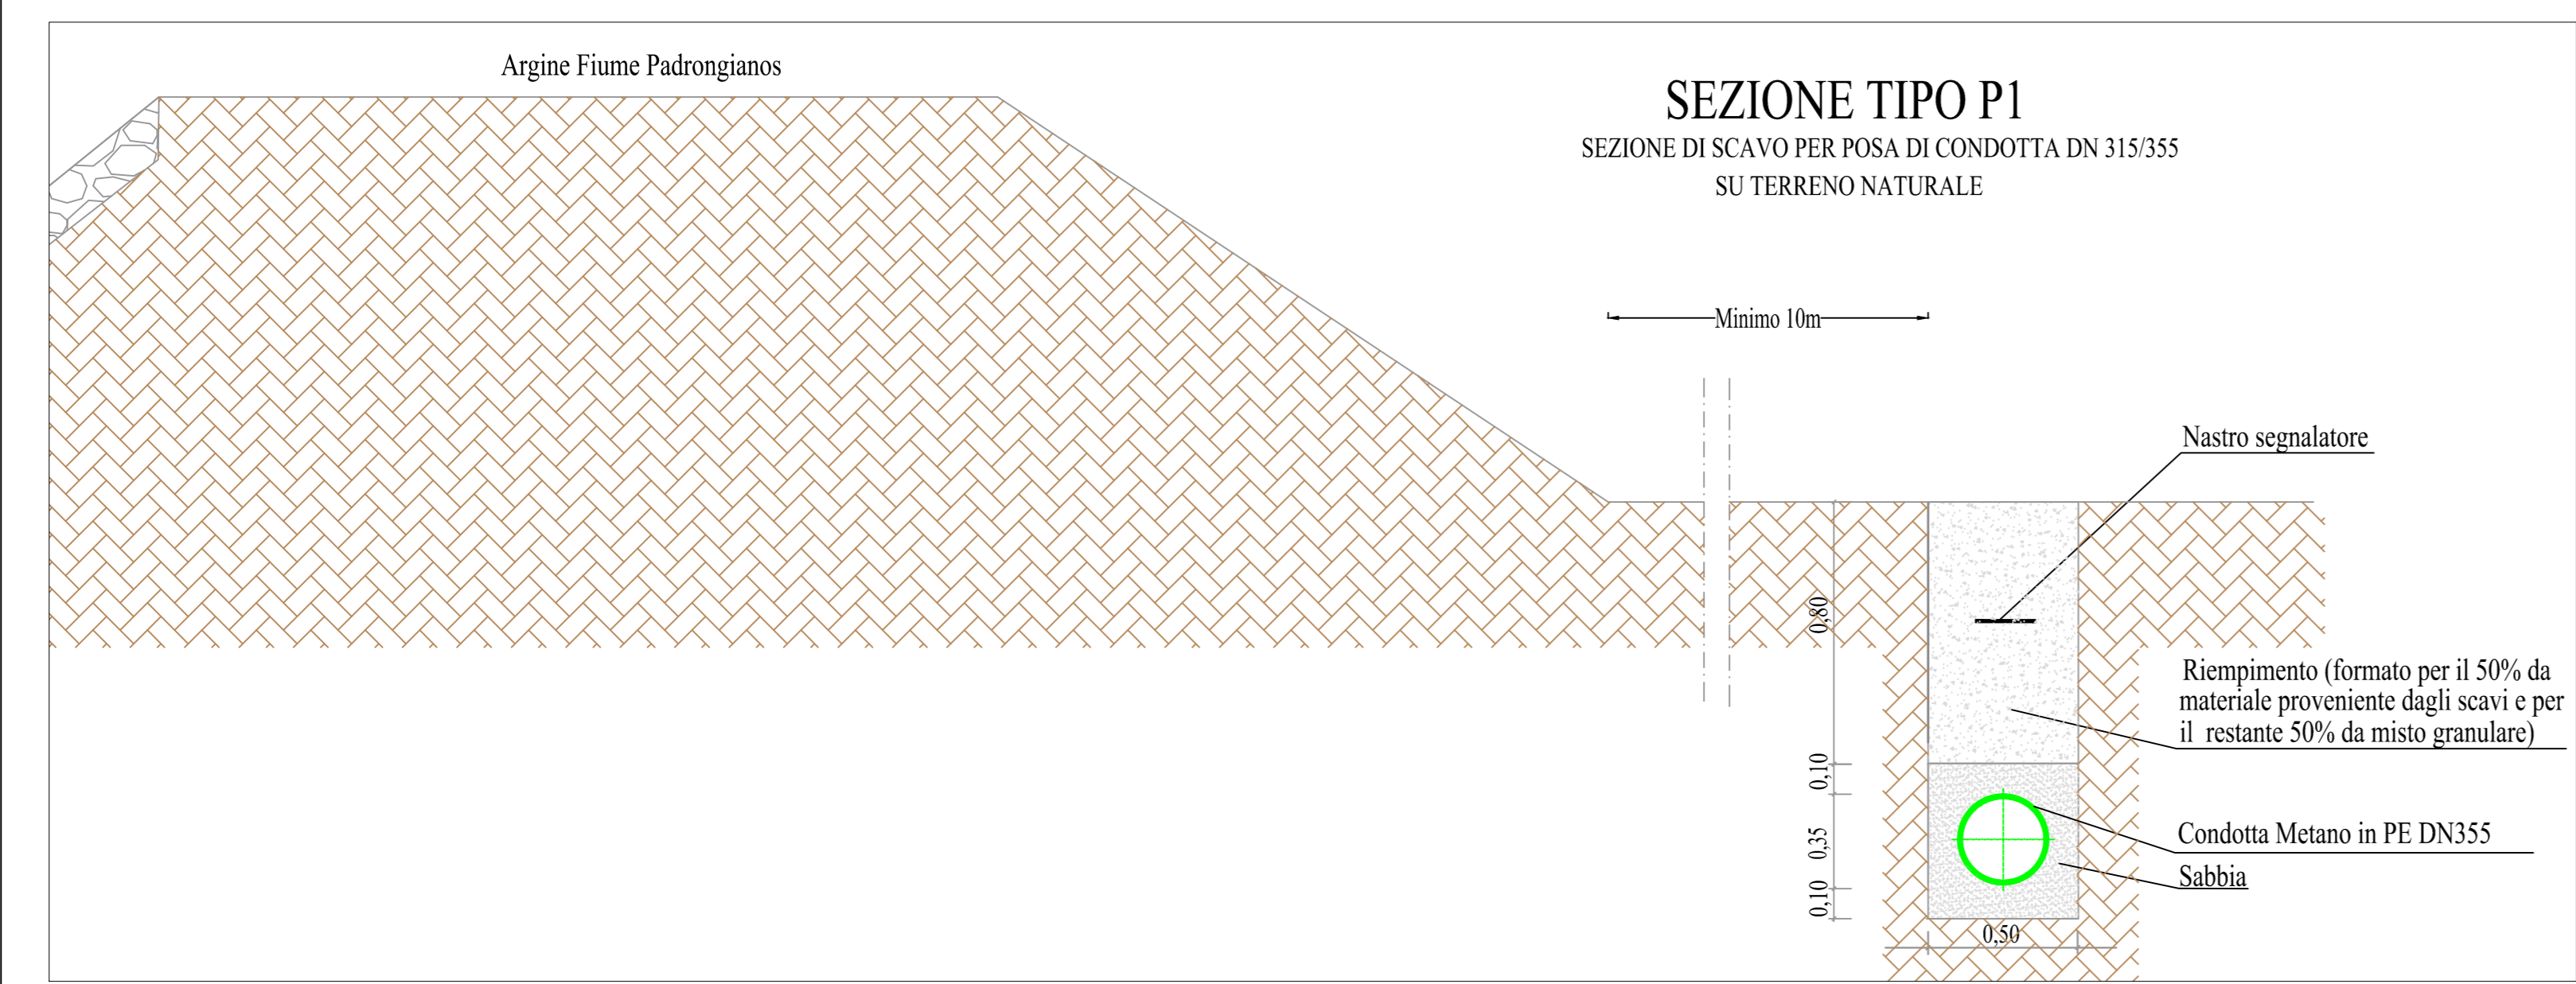 Argine Fiume Padrongianos
SEZIONE TIPO P1
SEZIONE DI SCAVO PER POSA DI CONDOTTA DN 315/355
SU TERRENO NATURALE
Minimo 10m
Nastro segnalatore
0,80
Riempimento (formato per il 50% da
materiale proveniente dagli scavi e per
il restante 50% da misto granulare)
0,10
0,35
Condotta Metano in PE DN355
Sabbia
0,10
0,50